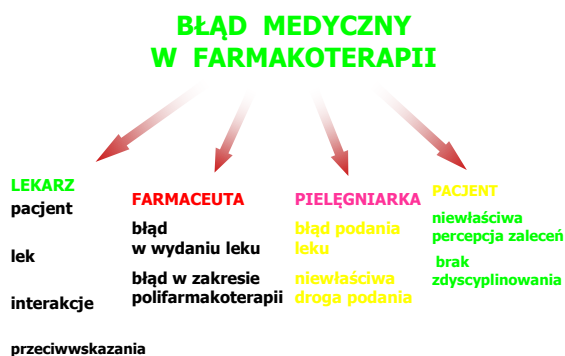 BŁĄD MEDYCZNY
W FARMAKOTERAPII
LEKARZ
pacjent
lek
interakcje
przeciwwskazania
FARMACEUTA
błąd
w wydaniu leku
błąd w zakresie
polifarmakoterapii
PIELĘGNIARKA
błąd podania
leku
niewłaściwa
droga podania
PACJENT
niewłaściwa
percepcja zaleceń
brak
zdyscyplinowania